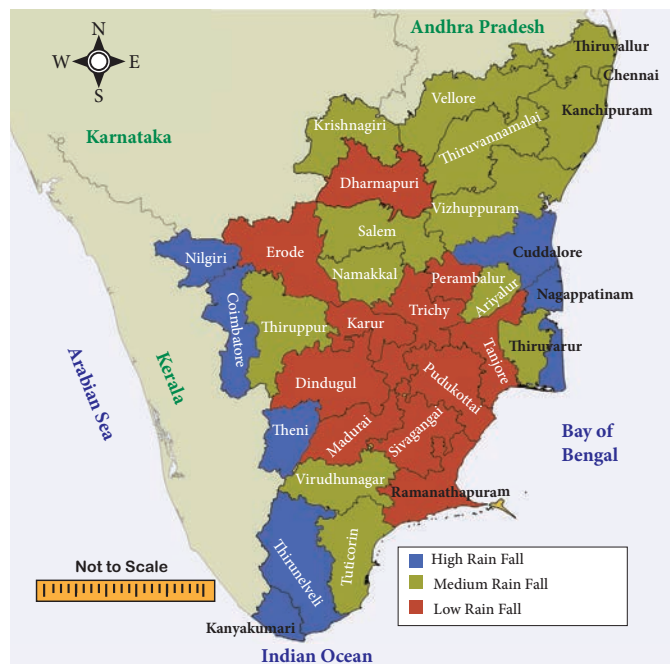 Andhra Pradesh
N
W
E
S
Thiruvallur
Chennai
Vellore
Kanchipuram
Krishnagiri
Thiruvannamalai
Karnataka
Dharmapuri
Vizhuppuram
Salem
Erode
Cuddalore
Nilgiri
Namakkal
Perambalur
Ariyalur
Nagappatinam
Coimbatore
Trichy
Thiruppur
Karur
Thiruvarur
Tanjore
Arabian Sea
Kerala
Dindugul
Pudukottai
Theni
Madurai
Sivagangai
Bay of
Bengal
Virudhunagar
Ramanathapuram
Thirunelveli
Tuticorin
Not to Scale
High Rain Fall
Medium Rain Fall
Low Rain Fall
Kanyakumari
Indian Ocean